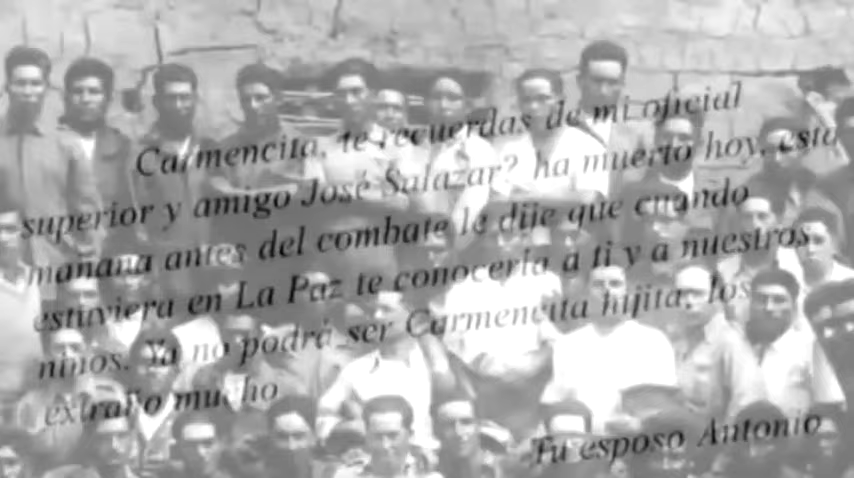 Carmencita, te recuerdas de mi oficial
superior y amigo José Salazar? ha muerto hoy, esta
mañana antes del combate le dije que cuando
estuviera en La Paz te conocería a ti y a nuestros
niños. Ya no podrá ser Carmencita hijita, los
extraño mucho
Tu esposo Antonio